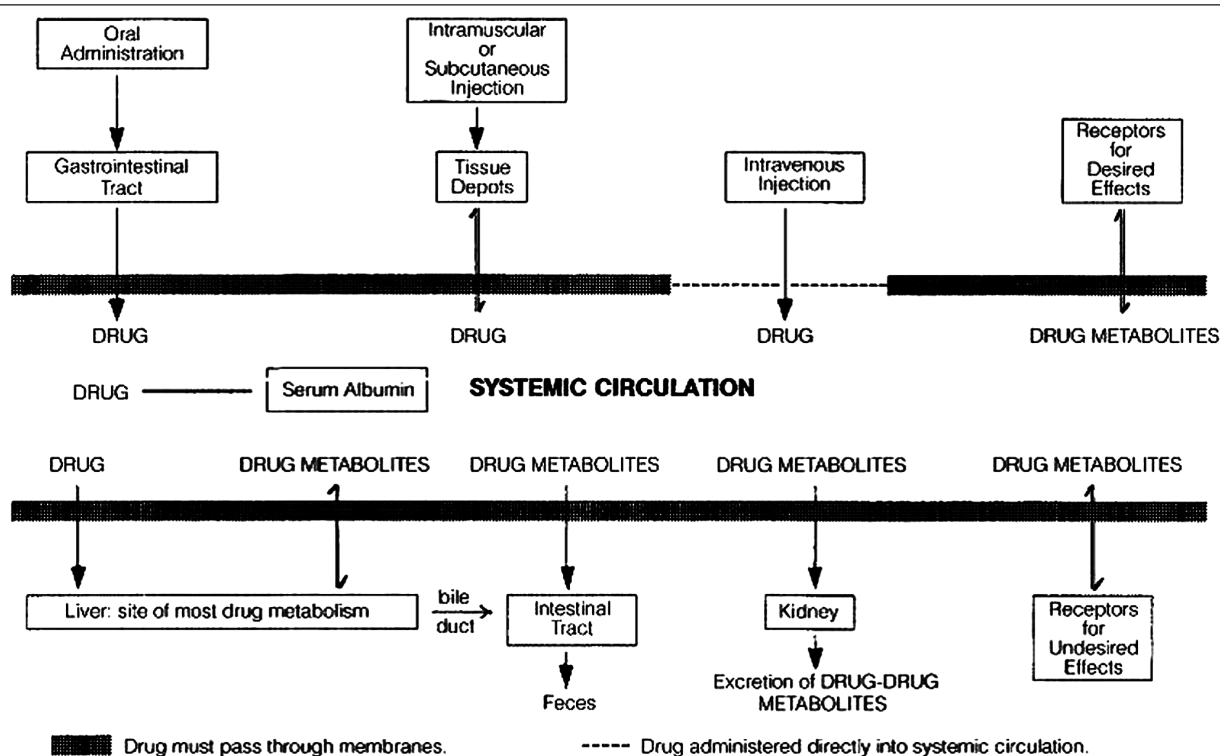 Oral
Administration
Intramuscular
or
Subcutaneous
Injection
Gastrointestinal
Tract
Tissue
Depots
Intravenous
Injection
Receptors
for
Desired
Effects
DRUG
DRUG
DRUG
DRUG METABOLITES
DRUG
Serum Albumin
SYSTEMIC CIRCULATION
DRUG
DRUG METABOLITES
DRUG METABOLITES
DRUG METABOLITES
DRUG METABOLITES
Liver: site of most drug metabolism
bile
duct
Intestinal
Tract
Kidney
Receptors
for
Undesired
Effects
Feces
Excretion of DRUG-DRUG
METABOLITES
Drug must pass through membranes.
Drug administered directly into systemic circulation.